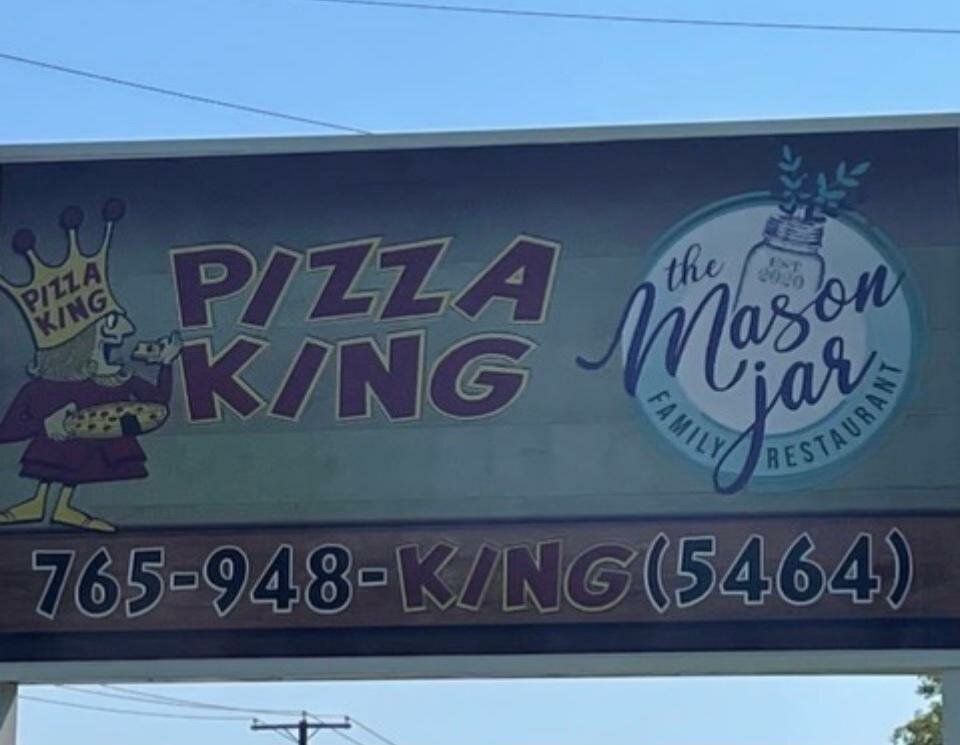 PIZZA
KING
PIZZA
KING
the
EST.
2020
Mason
jar
FAMILY RESTAURANT
765-948-KING(5464)